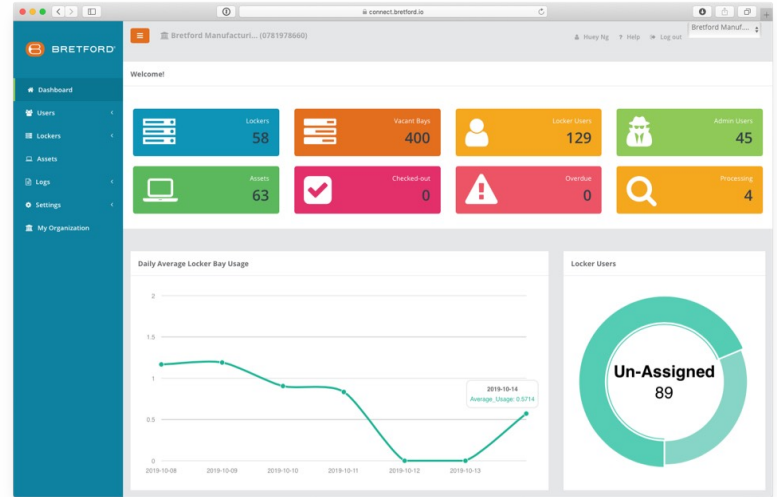 connect.bretford.io
BRETFORD
Bretford Manufacturi... (0781978660)
Huey Ng
? Help
Log out
Bretford Manuf....
Welcome!
Dashboard
Users
Lockers
Assets
Logs
Settings
My Organization
Lockers
58
Vacant Bays
400
Locker Users
129
Admin Users
45
Assets
63
Checked-out
0
Overdue
0
Processing
4
Daily Average Locker Bay Usage
2
1.5
1
0.5
0
2019-10-14
Average_Usage: 0.5714
2019-10-08
2019-10-09
2019-10-10
2019-10-11
2019-10-12
2019-10-13
Locker Users
Un-Assigned
89